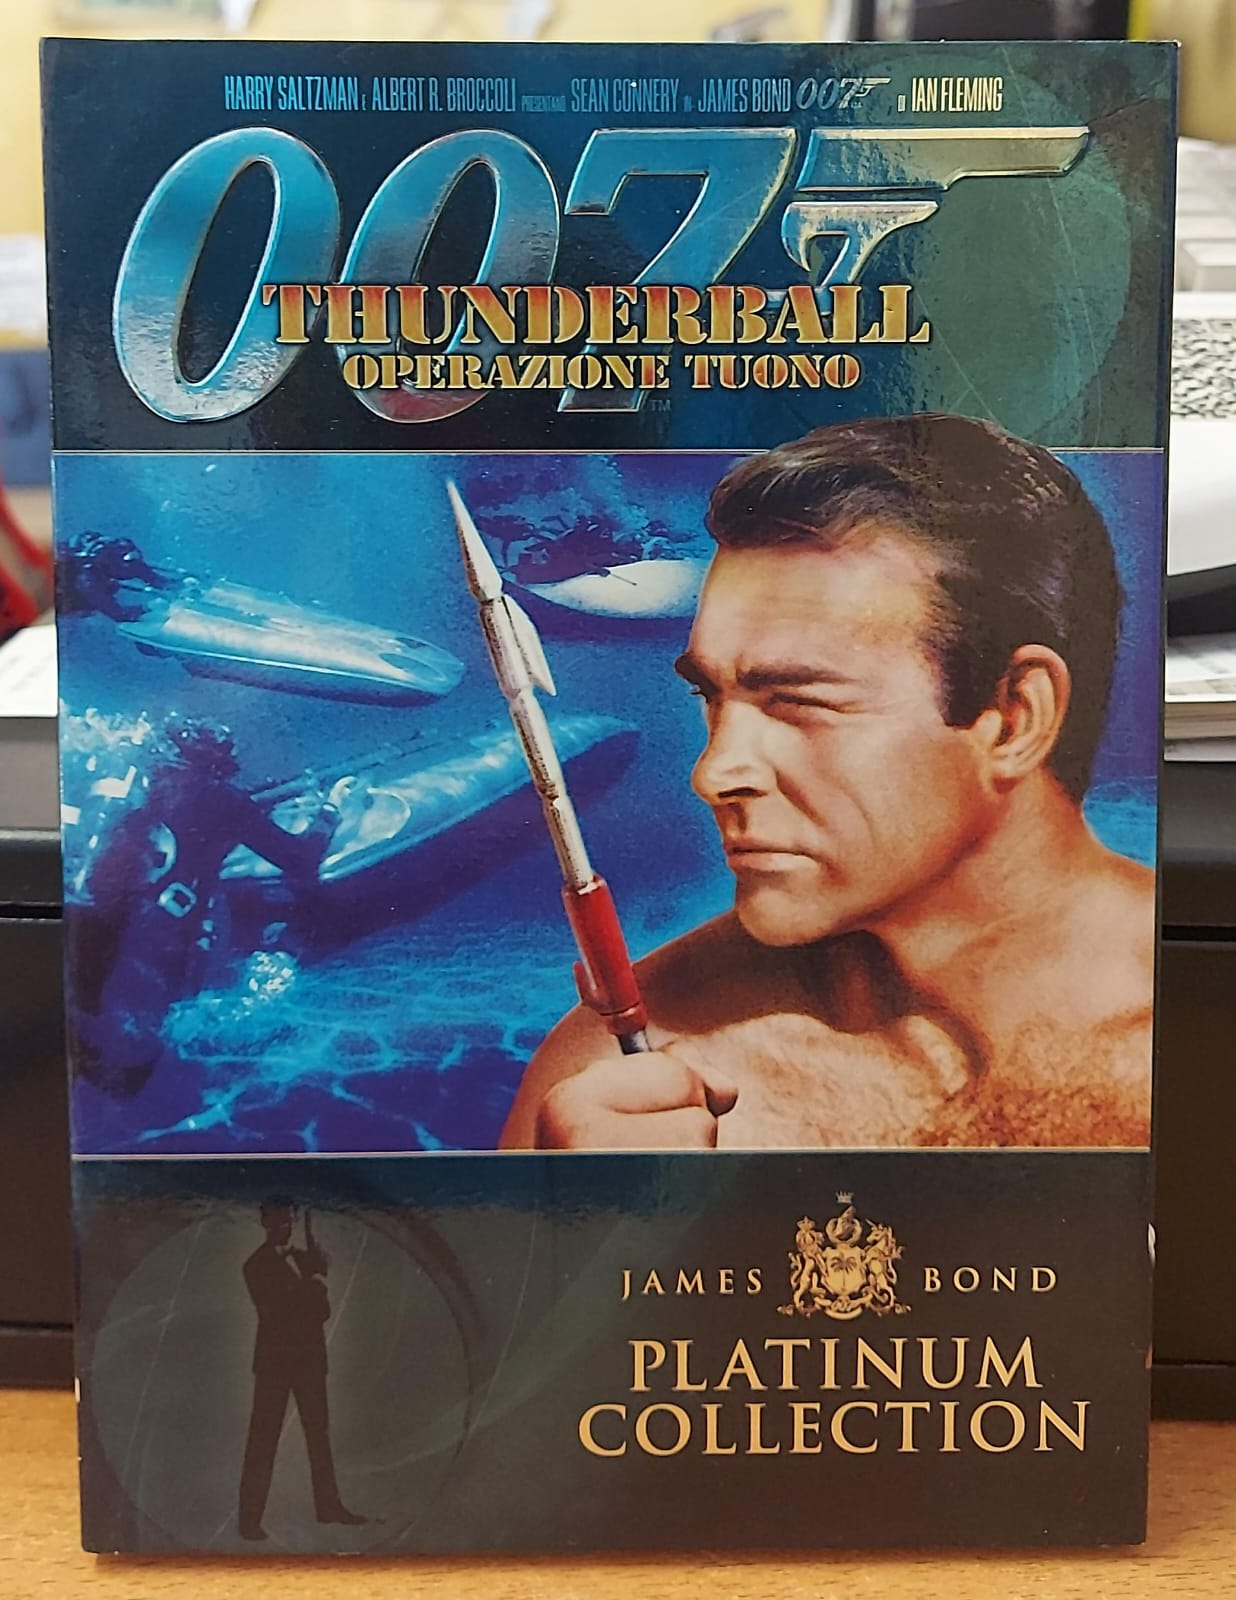 HARRY SALTZMAN E ALBERT R. BROCCOLI PRESENTANO SEAN CONNERY IN JAMES BOND 007 DI IAN FLEMING
007
THUNDERBALL
OPERAZIONE TUONO
TM
JAMES BOND
PLATINUM
COLLECTION